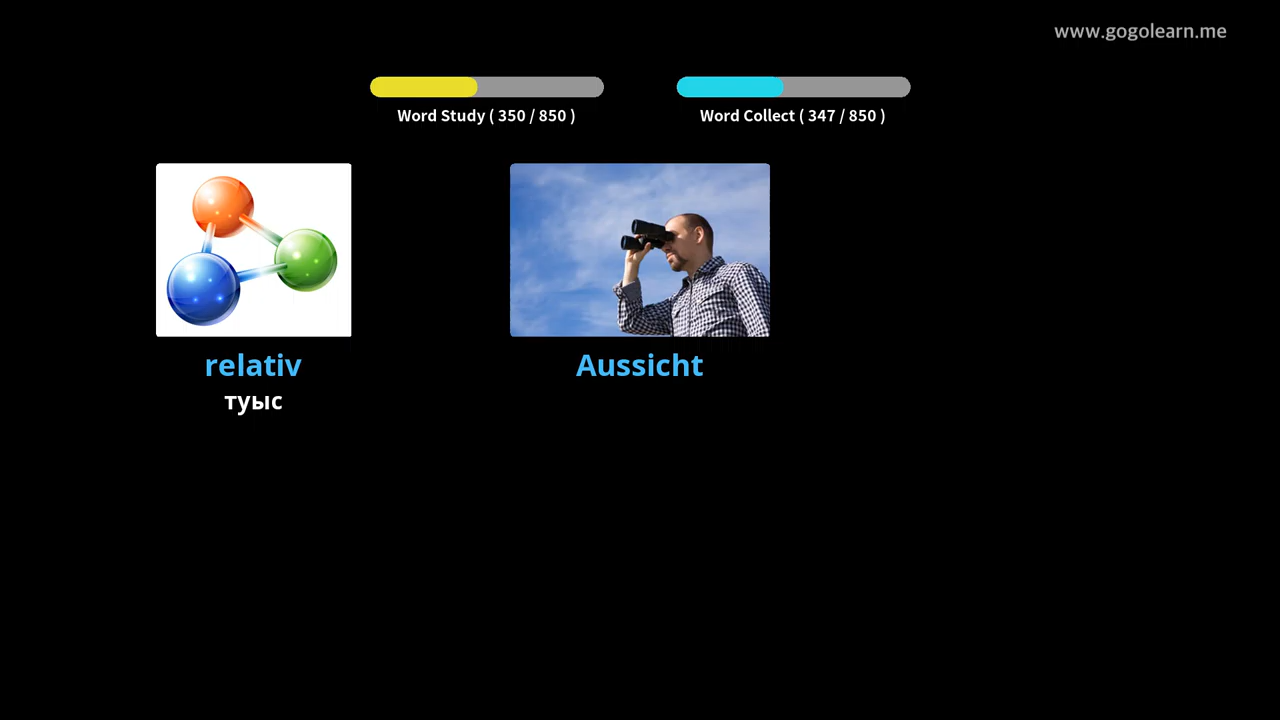 www.gogolearn.me
Word Study ( 350 / 850 )
Word Collect ( 347 / 850 )
relativ
туыс
Aussicht